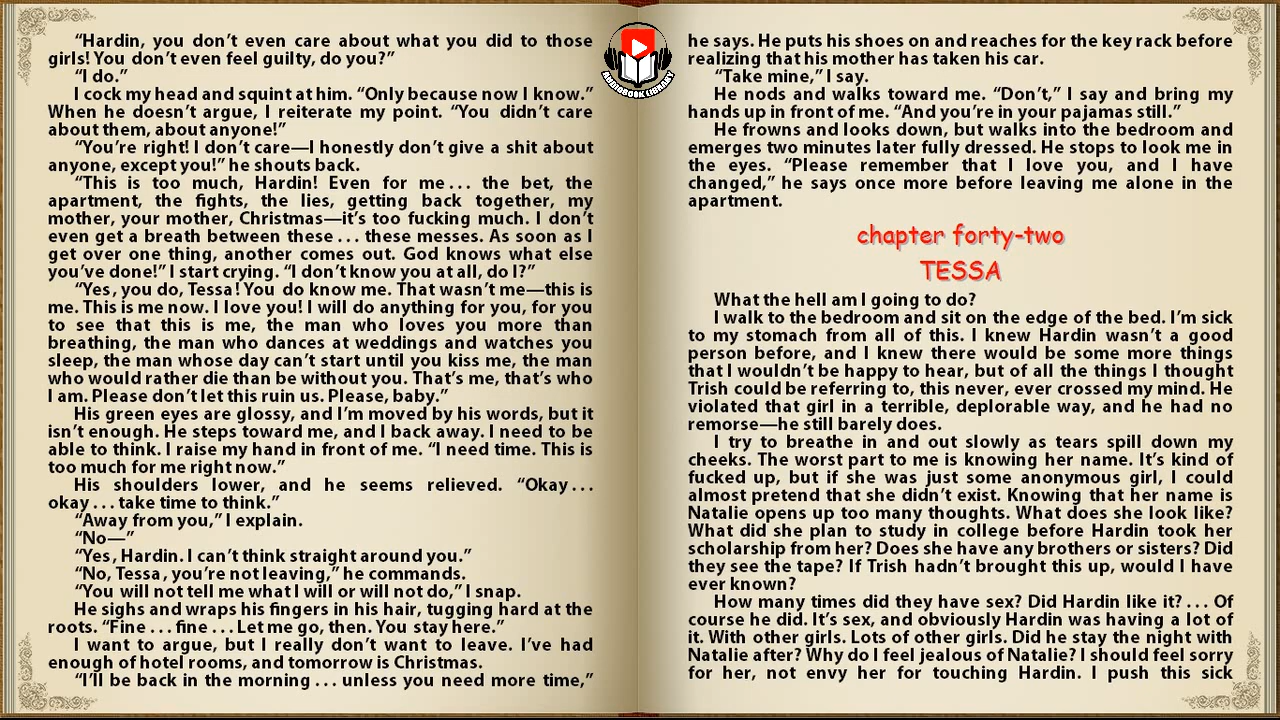 “Hardin, you don’t even care about what you did to those
girls! You don’t even feel guilty, do you?”
“I do.”
I cock my head and squint at him. “Only because now I know.”
When he doesn’t argue, I reiterate my point. “You didn’t care
about them, about anyone!”
“You’re right! I don’t care—I honestly don’t give a shit about
anyone, except you!” he shouts back.
“This is too much, Hardin! Even for me . . . the bet, the
apartment, the fights, the lies, getting back together, my
mother, your mother, Christmas—it’s too fucking much. I don’t
even get a breath between these . . . these messes. As soon as I
get over one thing, another comes out. God knows what else
you’ve done!” I start crying. “I don’t know you at all, do I?”
“Yes, you do, Tessa! You do know me. That wasn’t me—this is
me. This is me now. I love you! I will do anything for you, for you
to see that this is me, the man who loves you more than
breathing, the man who dances at weddings and watches you
sleep, the man whose day can’t start until you kiss me, the man
who would rather die than be without you. That’s me, that’s who
I am. Please don’t let this ruin us. Please, baby.”
His green eyes are glossy, and I’m moved by his words, but it
isn’t enough. He steps toward me, and I back away. I need to be
able to think. I raise my hand in front of me. “I need time. This is
too much for me right now.”
His shoulders lower, and he seems relieved. “Okay . . .
okay . . . take time to think.”
“Away from you,” I explain.
“No—”
“Yes, Hardin. I can’t think straight around you.”
“No, Tessa, you’re not leaving,” he commands.
“You will not tell me what I will or will not do,” I snap.
He sighs and wraps his fingers in his hair, tugging hard at the
roots. “Fine . . . fine . . . Let me go, then. You stay here.”
I want to argue, but I really don’t want to leave. I’ve had
enough of hotel rooms, and tomorrow is Christmas.
“I’ll be back in the morning . . . unless you need more time,”
AUDIOBOOK LIBRARY
he says. He puts his shoes on and reaches for the key rack before
realizing that his mother has taken his car.
“Take mine,” I say.
He nods and walks toward me. “Don’t,” I say and bring my
hands up in front of me. “And you’re in your pajamas still.”
He frowns and looks down, but walks into the bedroom and
emerges two minutes later fully dressed. He stops to look me in
the eyes. “Please remember that I love you, and I have
changed,” he says once more before leaving me alone in the
apartment.
chapter forty-two
TESSA
What the hell am I going to do?
I walk to the bedroom and sit on the edge of the bed. I’m sick
to my stomach from all of this. I knew Hardin wasn’t a good
person before, and I knew there would be some more things
that I wouldn’t be happy to hear, but of all the things I thought
Trish could be referring to, this never, ever crossed my mind. He
violated that girl in a terrible, deplorable way, and he had no
remorse—he still barely does.
I try to breathe in and out slowly as tears spill down my
cheeks. The worst part to me is knowing her name. It’s kind of
fucked up, but if she was just some anonymous girl, I could
almost pretend that she didn’t exist. Knowing that her name is
Natalie opens up too many thoughts. What does she look like?
What did she plan to study in college before Hardin took her
scholarship from her? Does she have any brothers or sisters? Did
they see the tape? If Trish hadn’t brought this up, would I have
ever known?
How many times did they have sex? Did Hardin like it? . . . Of
course he did. It’s sex, and obviously Hardin was having a lot of
it. With other girls. Lots of other girls. Did he stay the night with
Natalie after? Why do I feel jealous of Natalie? I should feel sorry
for her, not envy her for touching Hardin. I push this sick